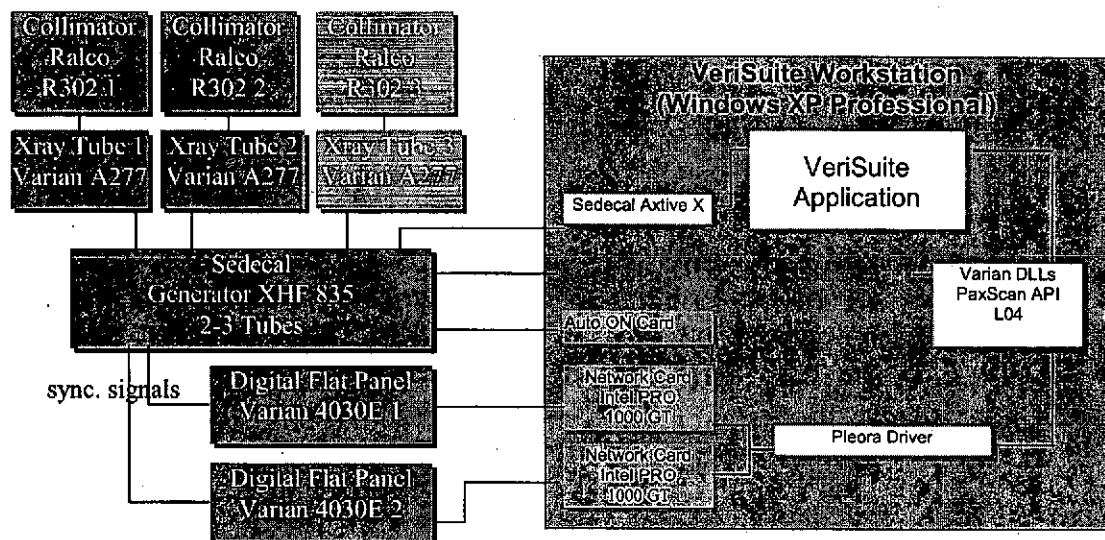 Collimator
Ralco
R302 1
Collimator
Ralco
R302 2
Collimator
Ralco
R302 3
Xray Tube 1
Varian A277
Xray Tube 2
Varian A277
Xray Tube 3
Varian A277
Sedecal
Generator XHF 835
2-3 Tubes
sync. signals
Digital Flat Panel
Varian 4030E 1
Digital Flat Panel
Varian 4030E 2
VeriSuite Workstation
(Windows XP Professional)
VeriSuite
Application
Sedecal Axtive X
Varian DLLs
PaxScan API
L04
Auto ON Card
Network Card
Intel PRO
1000 GT
Network Card
Intel PRO
1000 GT
Pleora Driver